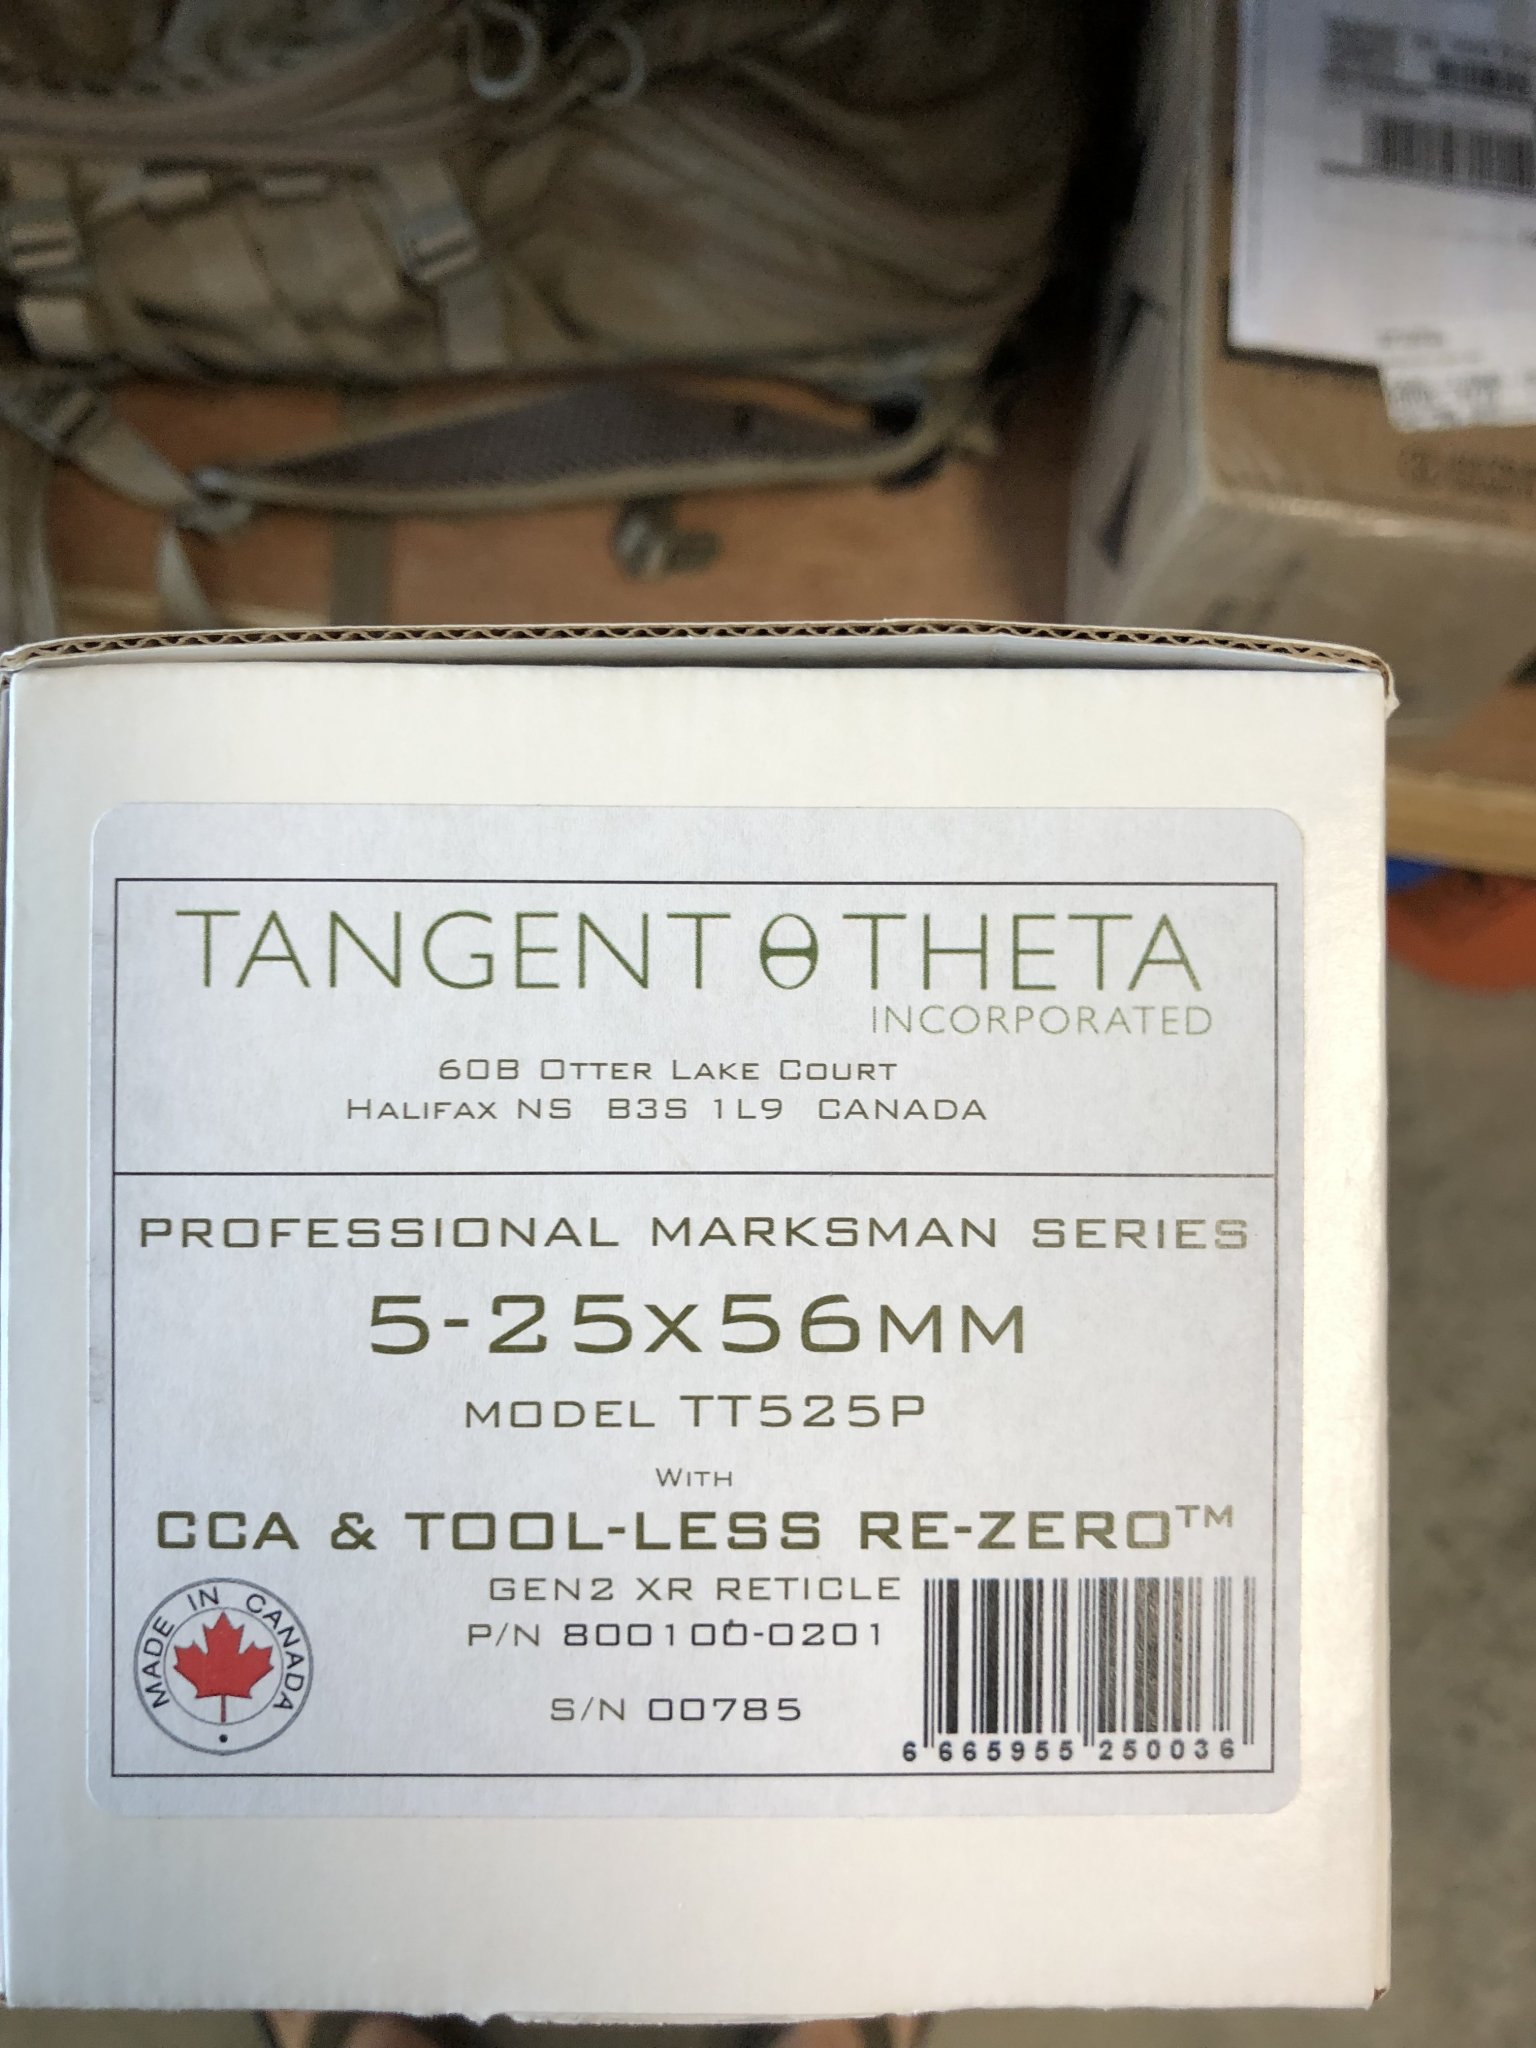 TANGENT θ THETA
INCORPORATED
60B OTTER LAKE COURT
HALIFAX NS B3S 1L9 CANADA
PROFESSIONAL MARKSMAN SERIES
5-25x56MM
MODEL TT525P
WITH
CCA & TOOL-LESS RE-ZERO™
GEN2 XR RETICLE
P/N 800100-0201
S/N 00785
MADE IN CANADA
6 665955 250036